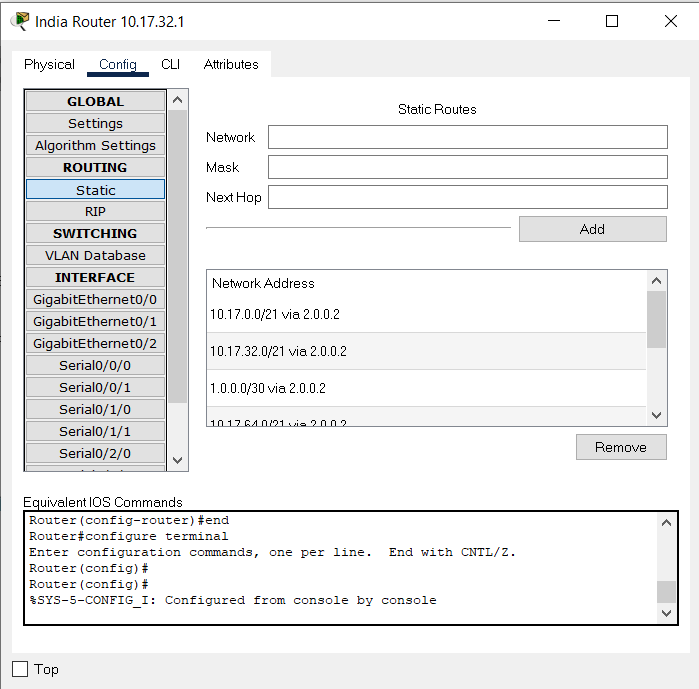 India Router 10.17.32.1
Physical Config CLI Attributes
GLOBAL
Settings
Algorithm Settings
ROUTING
Static
RIP
SWITCHING
VLAN Database
INTERFACE
GigabitEthernet0/0
GigabitEthernet0/1
GigabitEthernet0/2
Serial0/0/0
Serial0/0/1
Serial0/1/0
Serial0/1/1
Serial0/2/0
Static Routes
Network
Mask
Next Hop
Add
Network Address
10.17.0.0/21 via 2.0.0.2
10.17.32.0/21 via 2.0.0.2
1.0.0.0/30 via 2.0.0.2
10.17.64.0/21 via 2.0.0.2
Remove
Equivalent IOS Commands
Router(config-router)#end
Router#configure terminal
Enter configuration commands, one per line.  End with CNTL/Z.
Router(config)#
Router(config)#
%SYS-5-CONFIG_I: Configured from console by console
Top